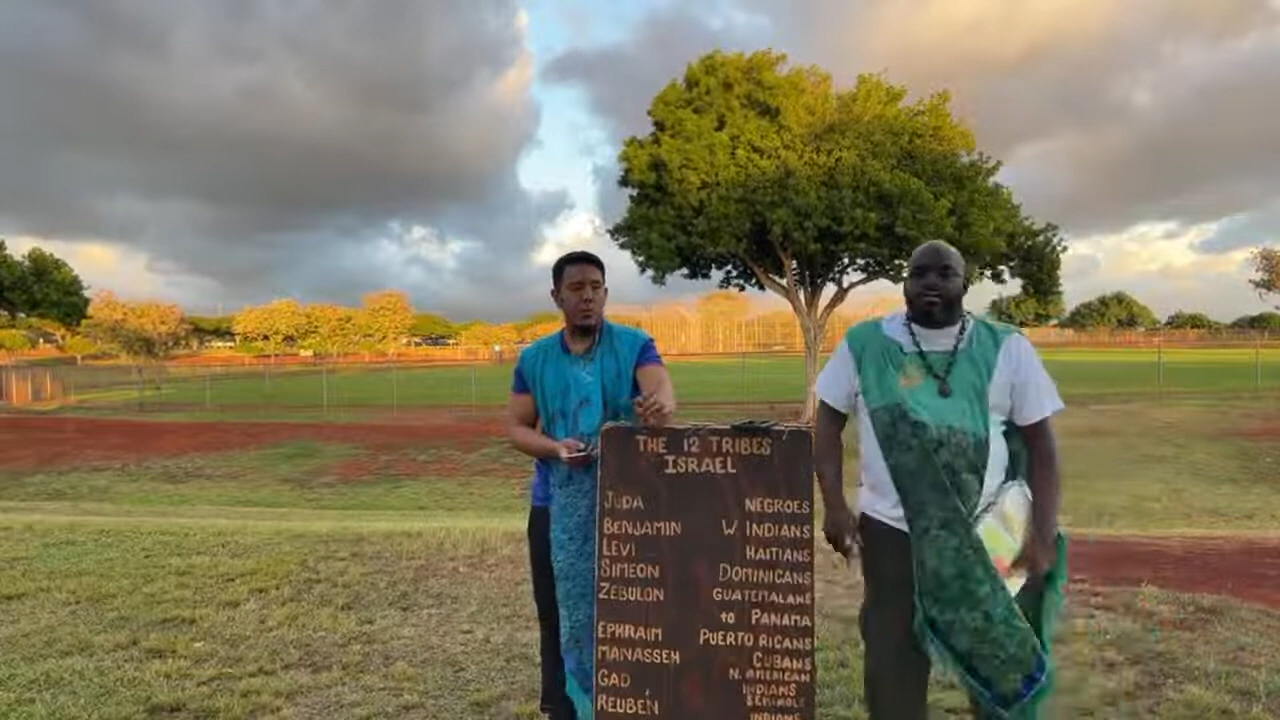 THE 12 TRIBES
ISRAEL
JUDA NEGROES
BENJAMIN W INDIANS
LEVI HAITIANS
SIMEON DOMINICANS
ZEBULON GUATEMALANS
to PANAMA
EPHRAIM PUERTO RICANS
MANASSEH CUBANS
GAD N. AMERICAN
INDIANS
REUBEN SEMINOLE
INDIANS